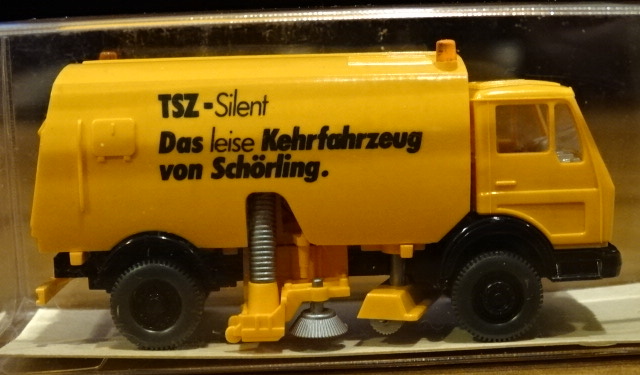 TSZ-Silent
Das leise Kehrfahrzeug
von Schörling.